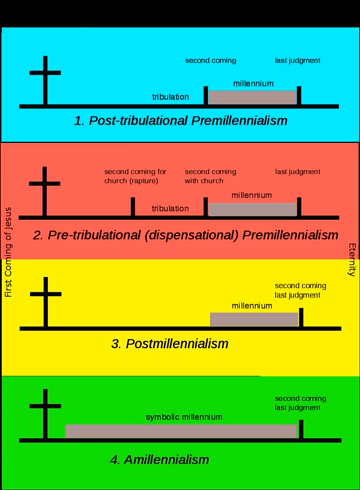 second coming
last judgment
millennium
tribulation
1. Post-tribulational Premillennialism
second coming for
church (rapture)
second coming
with church
last judgment
millennium
tribulation
2. Pre-tribulational (dispensational) Premillennialism
First Coming of Jesus
Eternity
second coming
last judgment
millennium
3. Postmillennialism
second coming
last judgment
symbolic millennium
4. Amillennialism